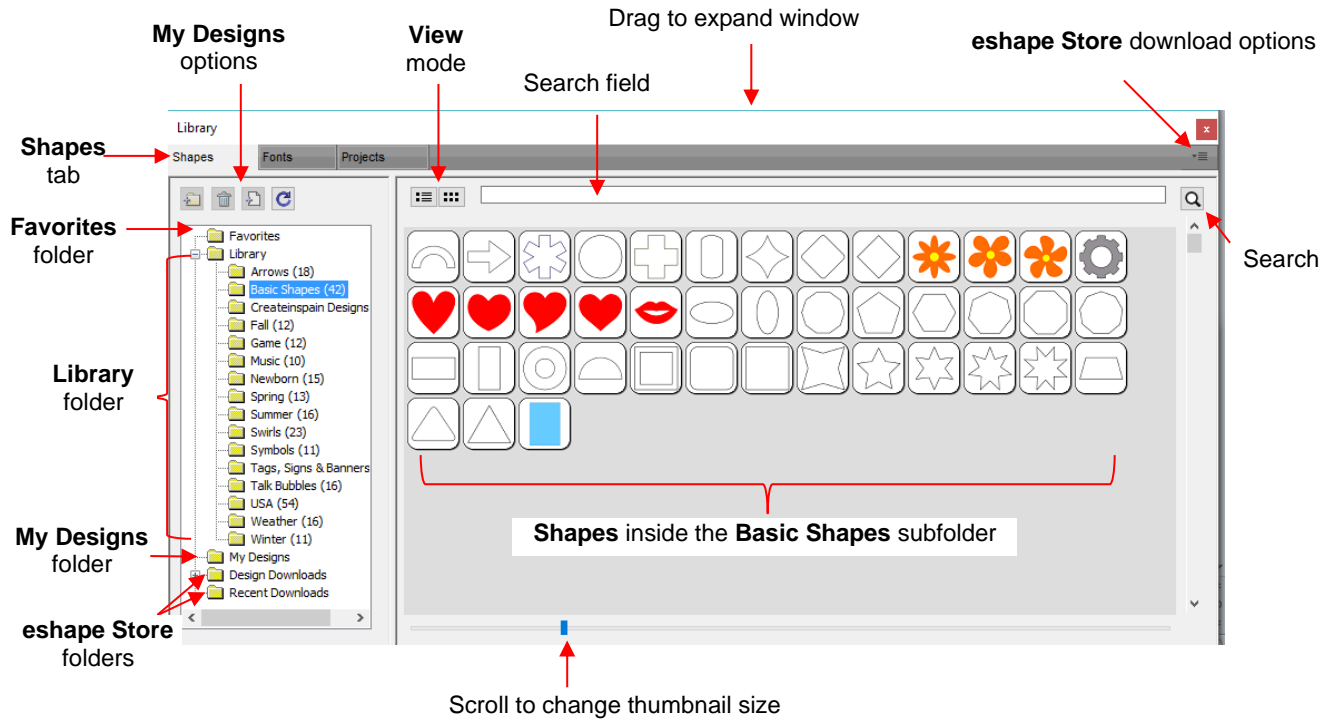 Drag to expand window
My Designs
options
View
mode
eshape Store download options
Search field
Library
x
Shapes
tab
Shapes
Fonts
Projects
Favorites
folder
Favorites
Library
Arrows (18)
Basic Shapes (42)
Createinspain Designs
Fall (12)
Game (12)
Music (10)
Newborn (15)
Spring (13)
Summer (16)
Swirls (23)
Symbols (11)
Tags, Signs & Banners
Talk Bubbles (16)
USA (54)
Weather (16)
Winter (11)
My Designs
Design Downloads
Recent Downloads
Search
Library
folder
Shapes inside the Basic Shapes subfolder
My Designs
folder
eshape Store
folders
Scroll to change thumbnail size